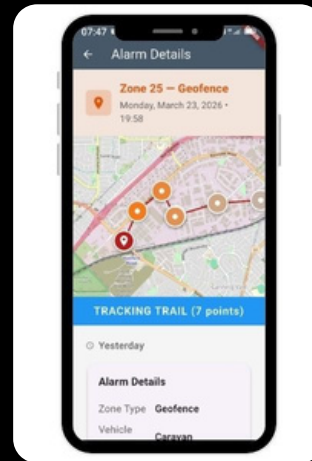 07:47
Alarm Details
Zone 25 — Geofence
Monday, March 23, 2026 •
19:58
TRACKING TRAIL (7 points)
Yesterday
Alarm Details
Zone Type Geofence
Vehicle
Caravan